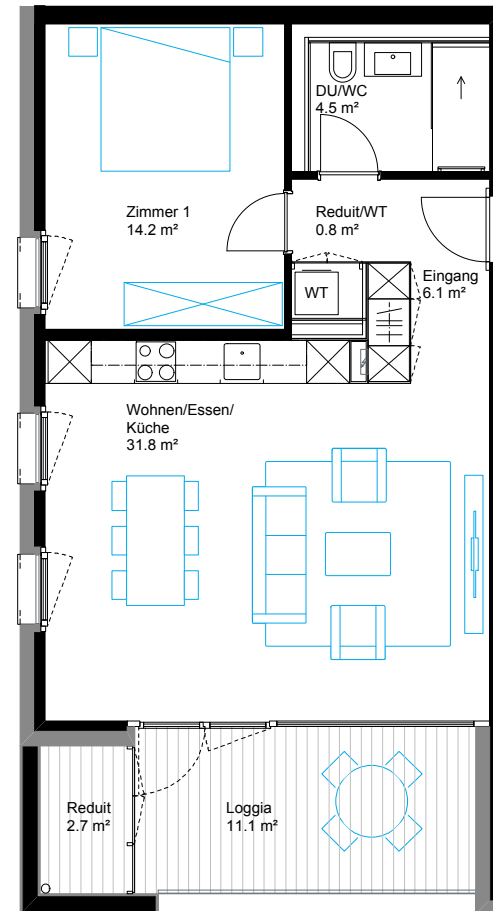 DU/WC
4.5 m²
Zimmer 1
14.2 m²
Reduit/WT
0.8 m²
Eingang
6.1 m²
WT
Wohnen/Essen/
Küche
31.8 m²
Reduit
2.7 m²
Loggia
11.1 m²